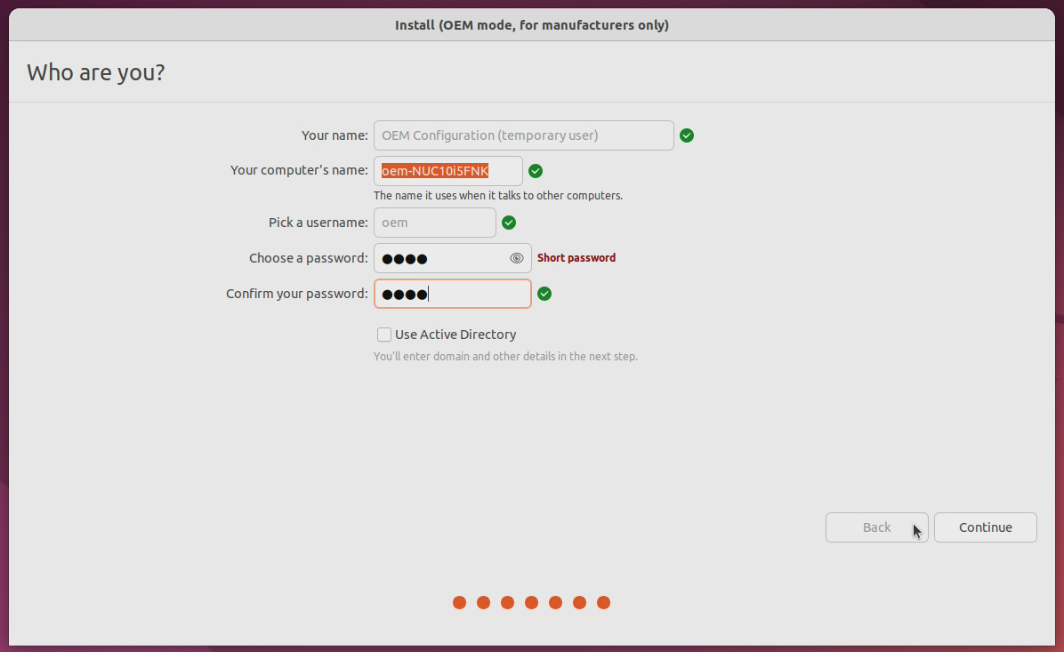 Install (OEM mode, for manufacturers only)
Who are you?
Your name: OEM Configuration (temporary user)
Your computer's name: oem-NUC10i5FNK
The name it uses when it talks to other computers.
Pick a username: oem
Choose a password: ●●●● Short password
Confirm your password: ●●●●
Use Active Directory
You'll enter domain and other details in the next step.
Back Continue